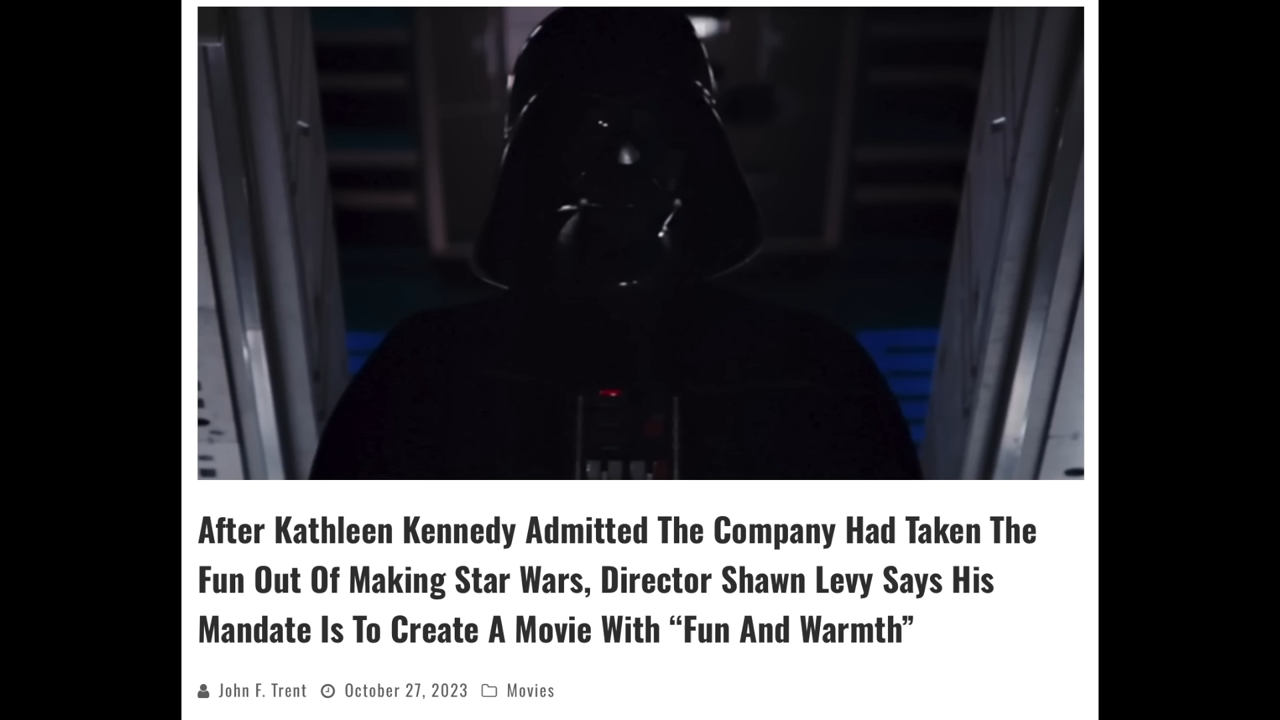 After Kathleen Kennedy Admitted The Company Had Taken The
Fun Out Of Making Star Wars, Director Shawn Levy Says His
Mandate Is To Create A Movie With “Fun And Warmth”
John F. Trent October 27, 2023 Movies